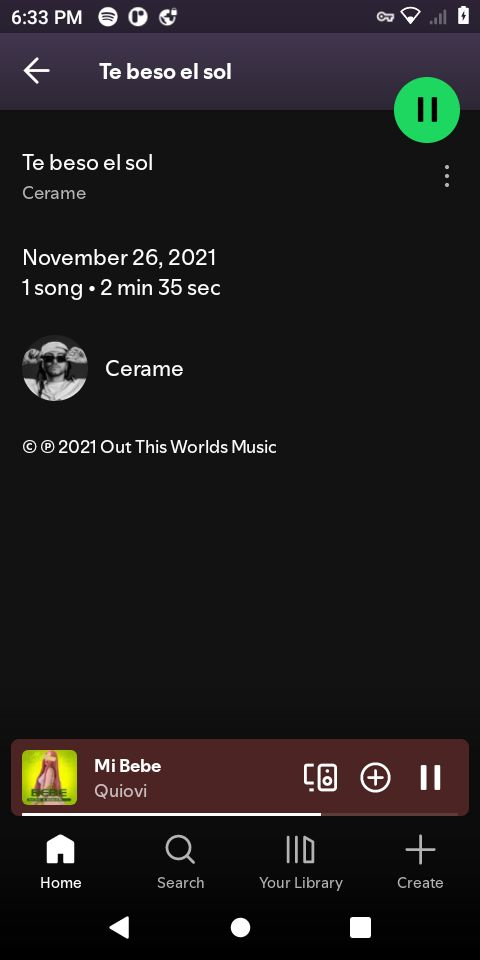 6:33 PM
Te beso el sol
Te beso el sol
Cerame
November 26, 2021
1 song • 2 min 35 sec
Cerame
© ℗ 2021 Out This Worlds Music
BEBE
Mi Bebe
Quiovi
Home
Search
Your Library
Create